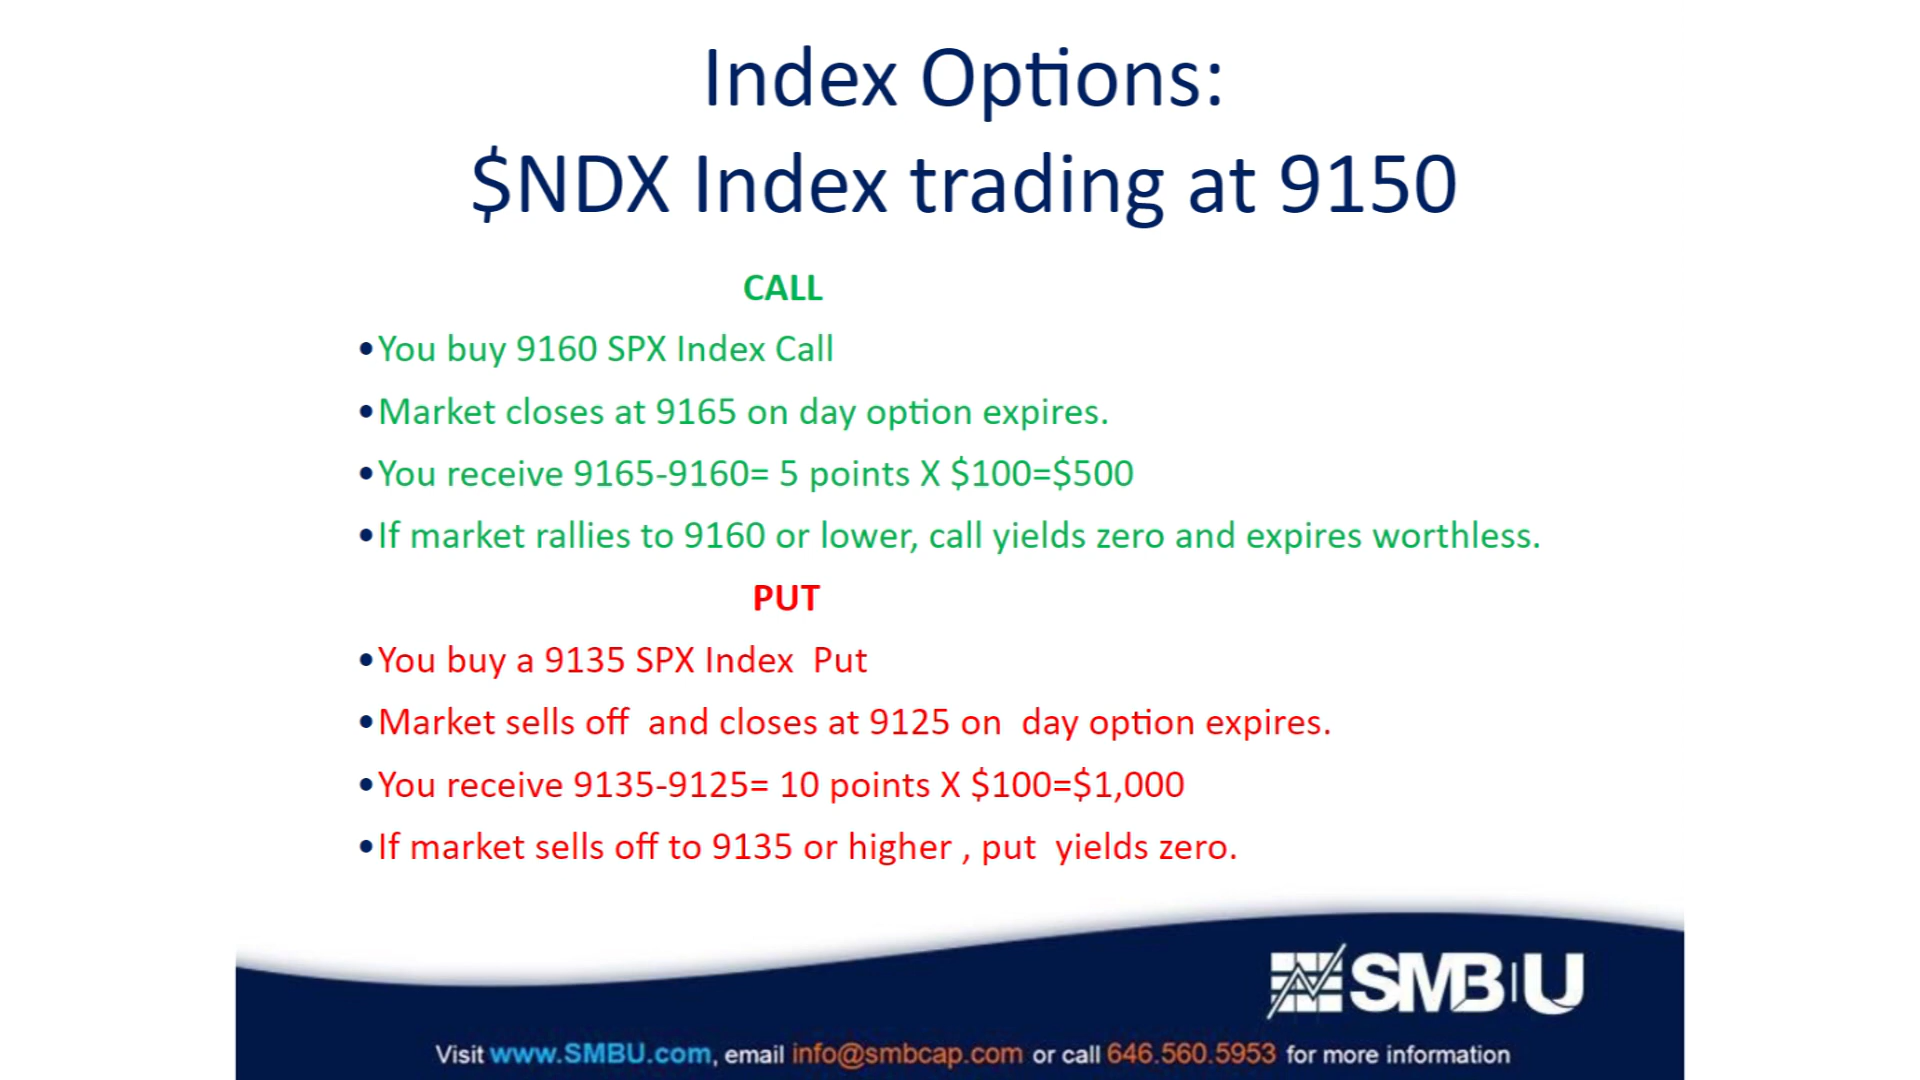 Index Options:
$NDX Index trading at 9150
CALL
•You buy 9160 SPX Index Call
•Market closes at 9165 on day option expires.
•You receive 9165-9160= 5 points X $100=$500
•If market rallies to 9160 or lower, call yields zero and expires worthless.
PUT
•You buy a 9135 SPX Index  Put
•Market sells off  and closes at 9125 on  day option expires.
•You receive 9135-9125= 10 points X $100=$1,000
•If market sells off to 9135 or higher , put  yields zero.
SMB|U
Visit www.SMBU.com, email info@smbcap.com or call 646.560.5953 for more information